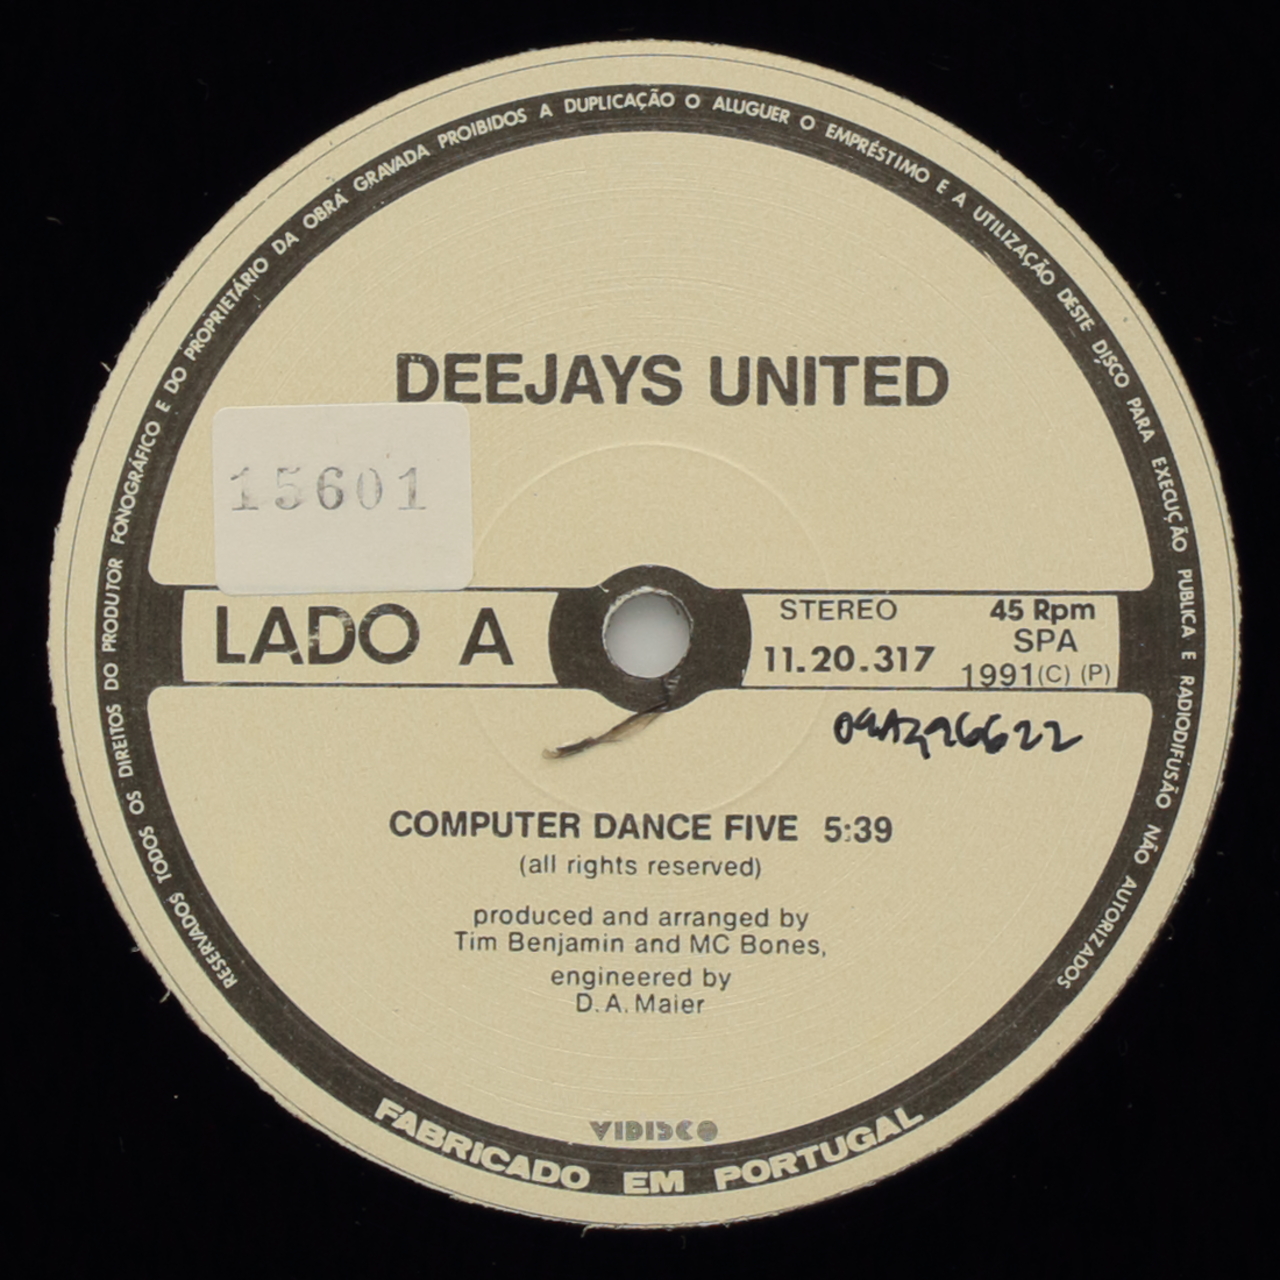 RESERVADOS TODOS OS DIREITOS DO PRODUTOR FONOGRÁFICO E DO PROPRIETÁRIO DA OBRA GRAVADA PROIBIDOS A DUPLICAÇÃO O ALUGUER O EMPRÉSTIMO E A UTILIZAÇÃO DESTE DISCO PARA EXECUÇÃO PUBLICA E RADIODIFUSÃO NÃO AUTORIZADOS
DEEJAYS UNITED
15601
LADO A
STEREO
11.20.317
45 Rpm
SPA
1991 (C) (P)
COMPUTER DANCE FIVE 5:39
(all rights reserved)
produced and arranged by
Tim Benjamin and MC Bones,
engineered by
D. A. Maier
VIDISCO
FABRICADO EM PORTUGAL